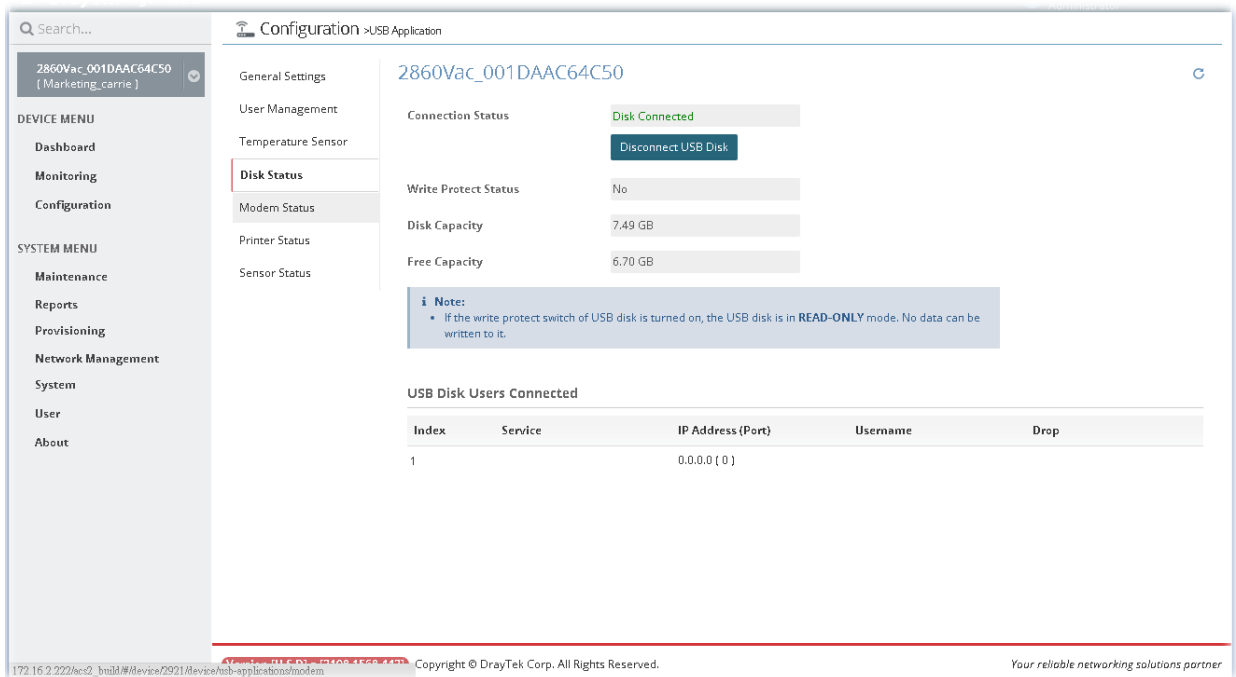 Search...
Configuration >USB Application
2860Vac_001DAAC64C50
[ Marketing_carrie ]
DEVICE MENU
Dashboard
Monitoring
Configuration
SYSTEM MENU
Maintenance
Reports
Provisioning
Network Management
System
User
About
General Settings
User Management
Temperature Sensor
Disk Status
Modem Status
Printer Status
Sensor Status
2860Vac_001DAAC64C50
Connection Status
Disk Connected
Disconnect USB Disk
Write Protect Status
No
Disk Capacity
7.49 GB
Free Capacity
6.70 GB
i Note:
• If the write protect switch of USB disk is turned on, the USB disk is in READ-ONLY mode. No data can be
written to it.
USB Disk Users Connected
Index Service IP Address (Port) Username Drop
1 0.0.0.0 ( 0 )
172.16.2.222/acs2_build/#/device/2921/device/usb-applications/modem
Copyright © DrayTek Corp. All Rights Reserved.
Your reliable networking solutions partner